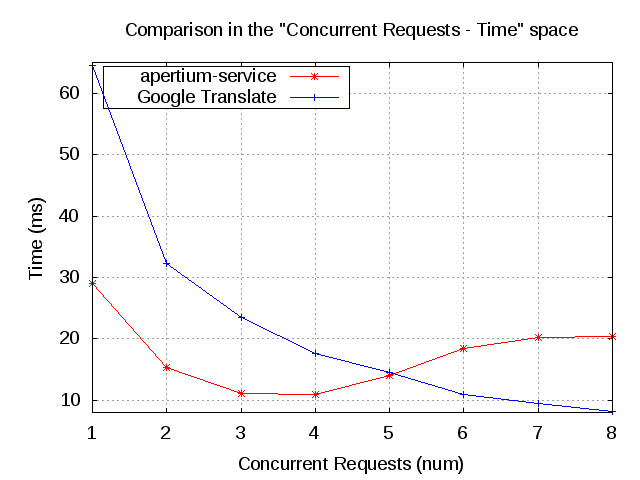 Comparison in the "Concurrent Requests - Time" space
apertium-service
Google Translate
Time (ms)
60
50
40
30
20
10
1 2 3 4 5 6 7 8
Concurrent Requests (num)